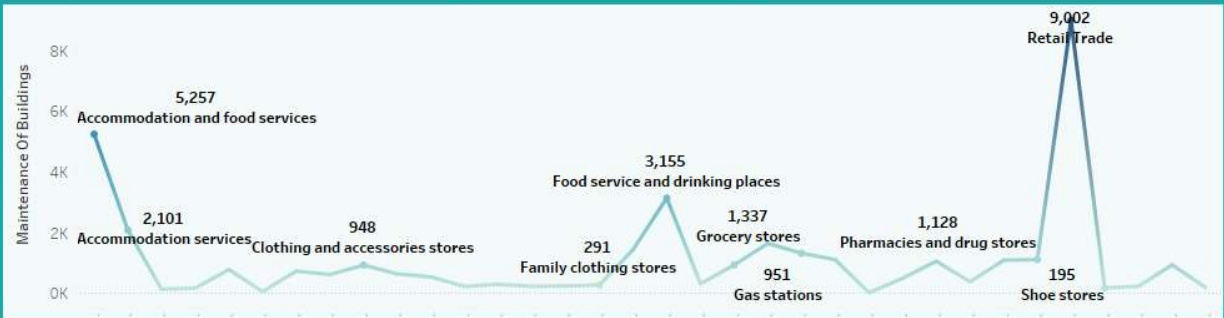 Maintenance Of Buildings
8K
6K
4K
2K
0K
5,257
Accommodation and food services
2,101
Accommodation services
948
Clothing and accessories stores
291
Family clothing stores
3,155
Food service and drinking places
1,337
Grocery stores
951
Gas stations
1,128
Pharmacies and drug stores
9,002
Retail Trade
195
Shoe stores